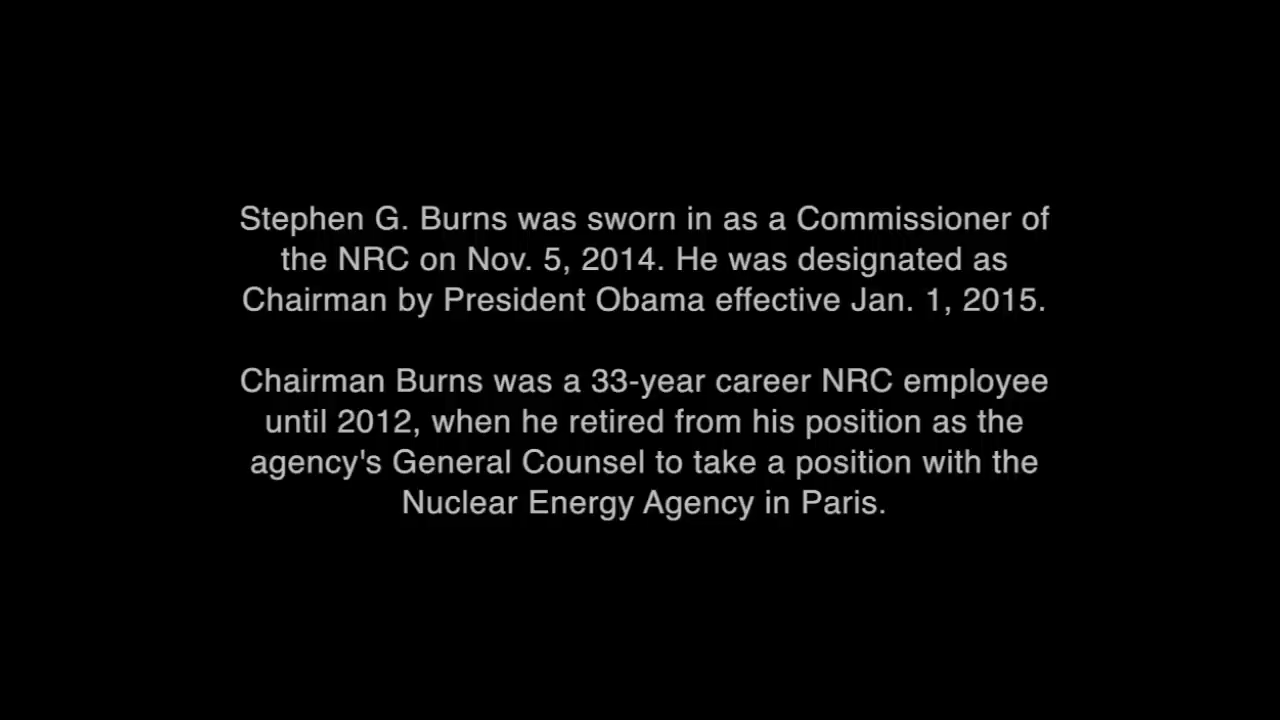 Stephen G. Burns was sworn in as a Commissioner of
the NRC on Nov. 5, 2014. He was designated as
Chairman by President Obama effective Jan. 1, 2015.
Chairman Burns was a 33-year career NRC employee
until 2012, when he retired from his position as the
agency's General Counsel to take a position with the
Nuclear Energy Agency in Paris.